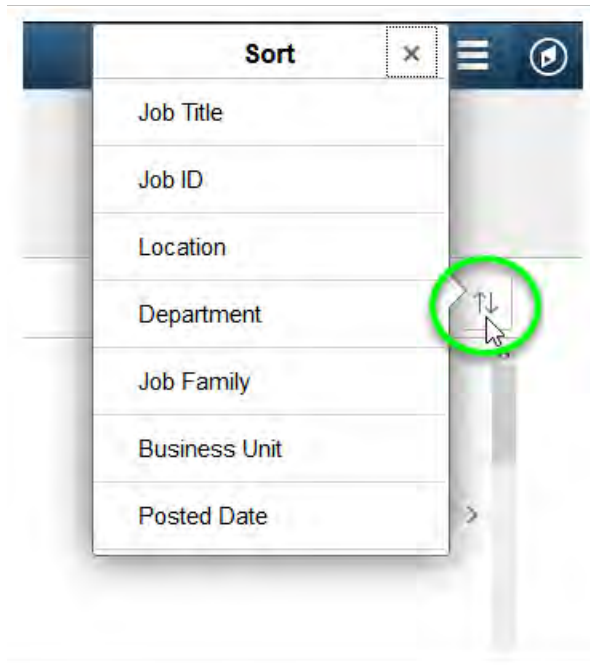 Sort
Job Title
Job ID
Location
Department
Job Family
Business Unit
Posted Date